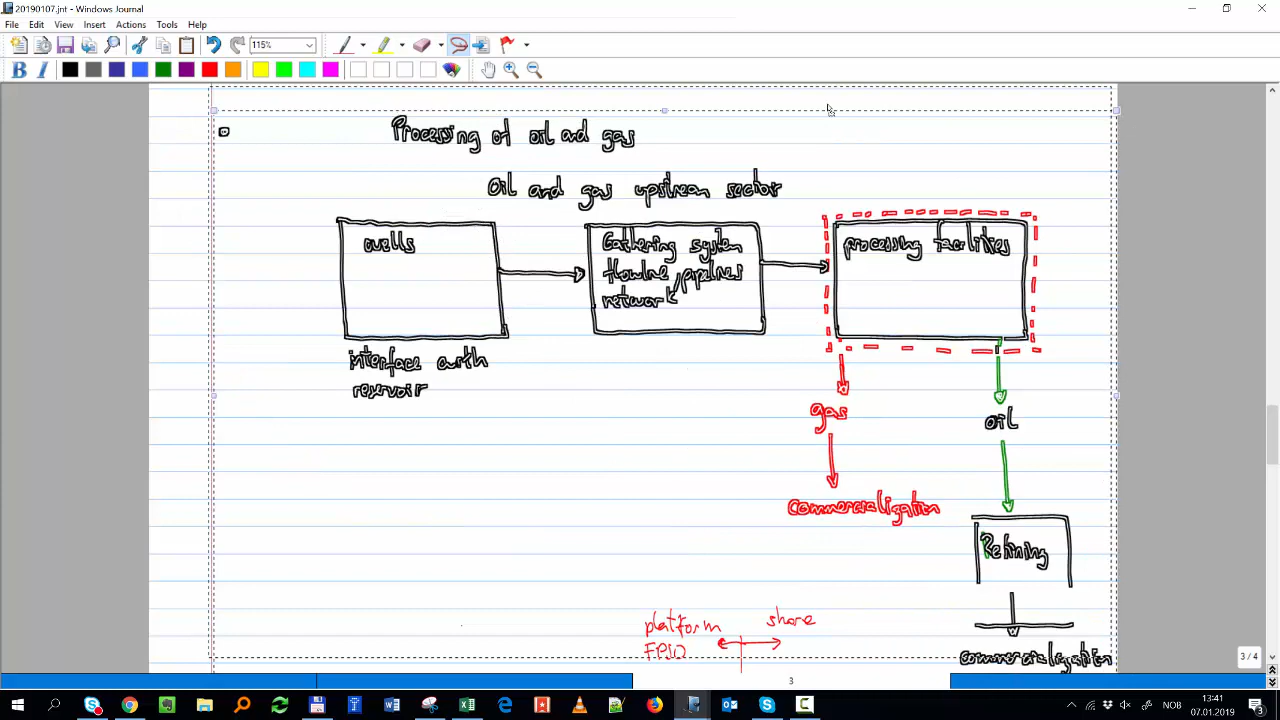 20190107.jnt - Windows Journal
File Edit View Insert Actions Tools Help
115%
B I
Processing of oil and gas
Oil and gas upstream sector
wells
Gathering system
flowline/pipelines
network
processing facilities
interface with
reservoir
gas
oil
commercialization
Refining
platform
shore
FPSO
commercialization
3 / 4
3
NOB
13:41
07.01.2019